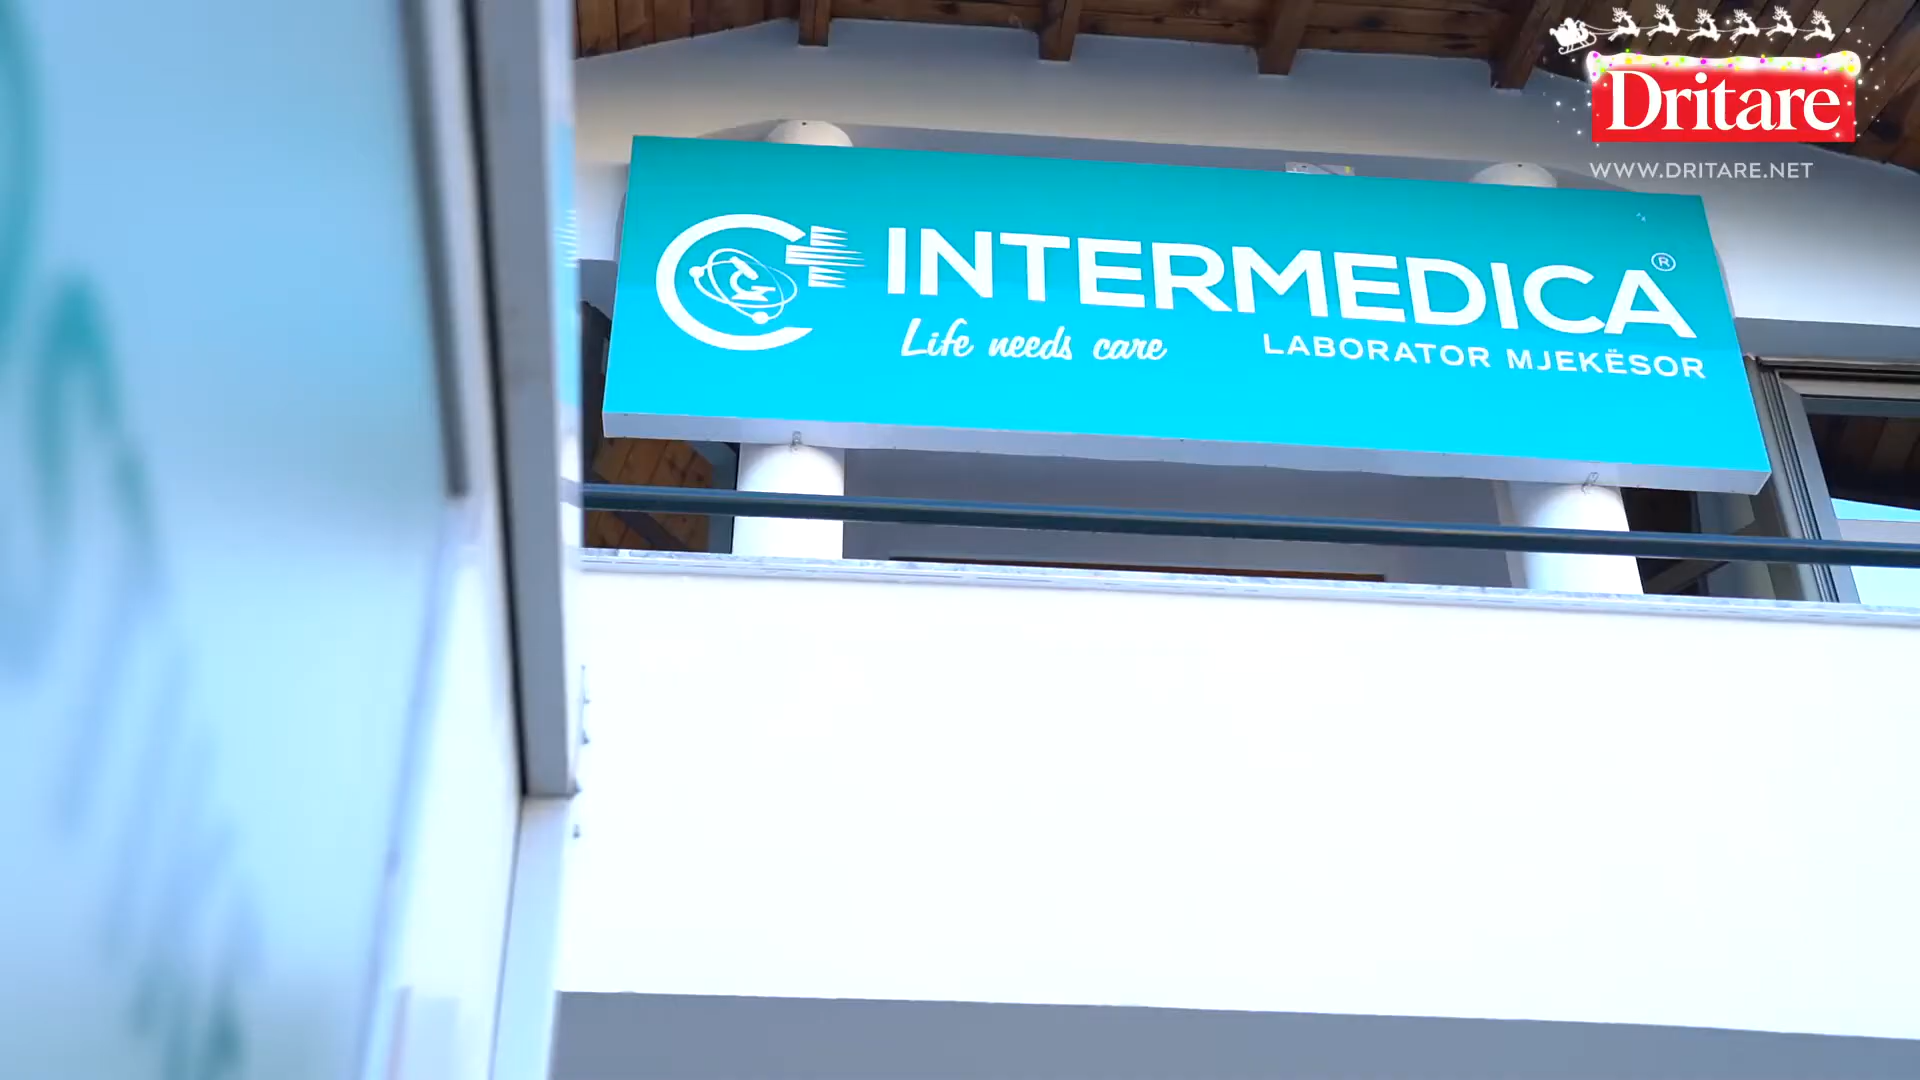 Dritare
WWW.DRITARE.NET
INTERMEDICA®
Life needs care
LABORATOR MJEKËSOR